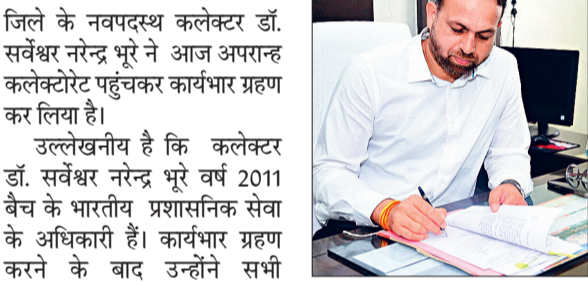 जिले के नवपदस्थ कलेक्टर डॉ.
सर्वेश्वर नरेन्द्र भूरे ने आज अपरान्ह
कलेक्टोरेट पहुंचकर कार्यभार ग्रहण
कर लिया है।
उल्लेखनीय है कि कलेक्टर
डॉ. सर्वेश्वर नरेन्द्र भूरे वर्ष 2011
बैच के भारतीय प्रशासनिक सेवा
के अधिकारी हैं। कार्यभार ग्रहण
करने के बाद उन्होंने सभी